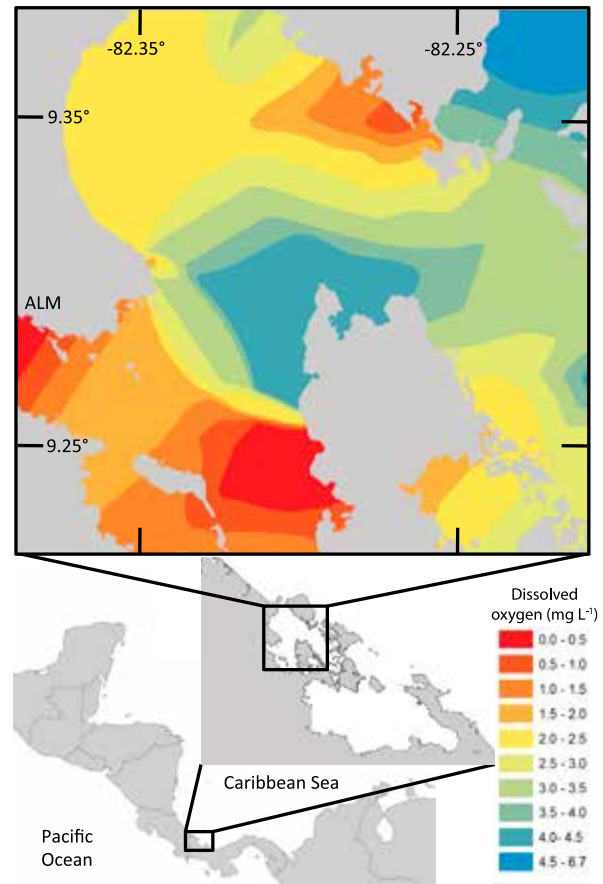 -82.35°
-82.25°
9.35°
ALM
9.25°
Dissolved
oxygen (mg L-1)
0.0 - 0.5
0.5 - 1.0
1.0 - 1.5
1.5 - 2.0
2.0 - 2.5
2.5 - 3.0
3.0 - 3.5
3.5 - 4.0
4.0- 4.5
4.5 - 6.7
Caribbean Sea
Pacific
Ocean